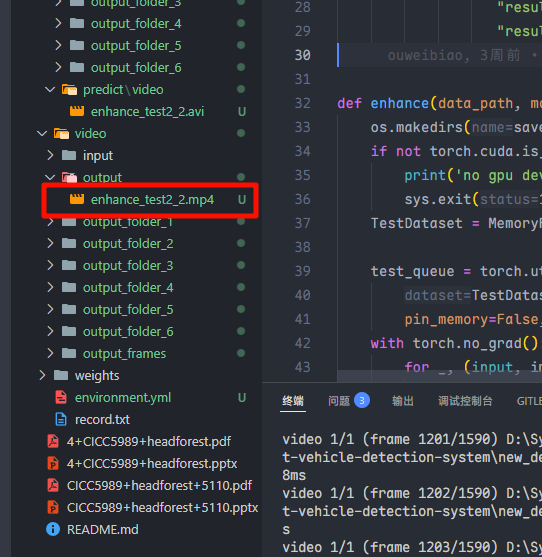 output_folder_3
output_folder_4
output_folder_5
output_folder_6
predict\video
enhance_test2_2.avi U
video
input
output
enhance_test2_2.mp4 U
output_folder_1
output_folder_2
output_folder_3
output_folder_4
output_folder_5
output_folder_6
output_frames
weights
environment.yml U
record.txt
4+CICC5989+headforest.pdf
4+CICC5989+headforest.pptx
CICC5989+headforest+5110.pdf
CICC5989+headforest+5110.pptx
README.md
28 "resul
29 "resul
30 ouweibiao, 3周前 •
31
32 def enhance(data_path, mo
33 os.makedirs(name=save
34 if not torch.cuda.is_
35 print('no gpu dev
36 sys.exit(status=1
37 TestDataset = MemoryF
38
39 test_queue = torch.ut
40 dataset=TestDatas
41 pin_memory=False,
42 with torch.no_grad()
43 for _, (input, im
终端 问题 3 输出 调试控制台 GITLE
video 1/1 (frame 1201/1590) D:\Sy
t-vehicle-detection-system\new_de
8ms
video 1/1 (frame 1202/1590) D:\Sy
t-vehicle-detection-system\new_de
s
video 1/1 (frame 1203/1590) D:\Sy